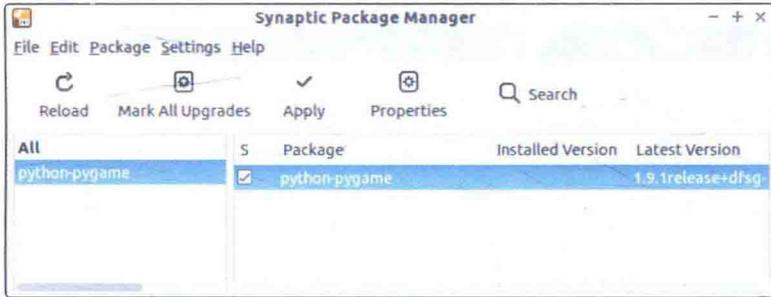 Synaptic Package Manager
File Edit Package Settings Help
Reload Mark All Upgrades Apply Properties Search
All S Package Installed Version Latest Version
python-pygame python-pygame 1.9.1release+dfsg-